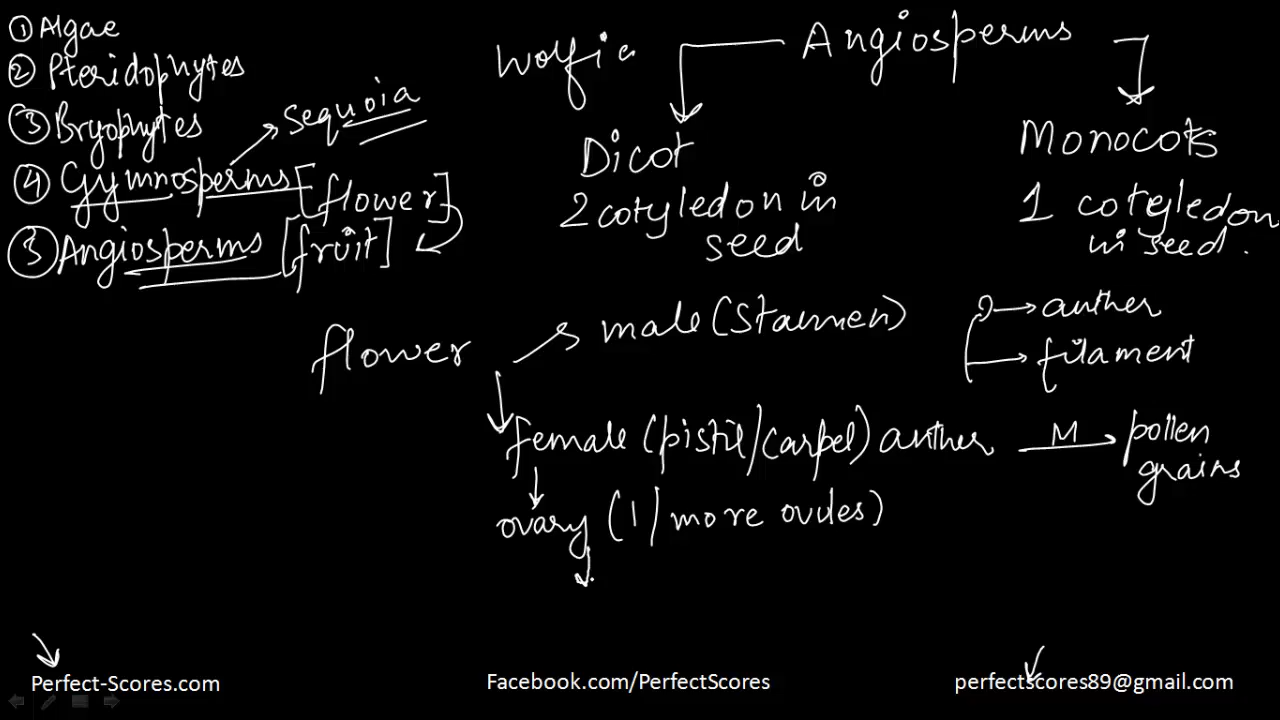 ① Algae
② Pteridophytes
③ Bryophytes
Sequoia
④ Gymnosperms [flower]
⑤ Angiosperms [fruit]
Wolfia
Angiosperms
Dicot
2 cotyledon in
seed
Monocots
1 cotyledon
in seed.
flower
male (Stamen)
anther
filament
female (pistil/carpel)
anther M pollen
grains
ovary (1/more ovules)
Perfect-Scores.com
Facebook.com/PerfectScores
perfectscores89@gmail.com